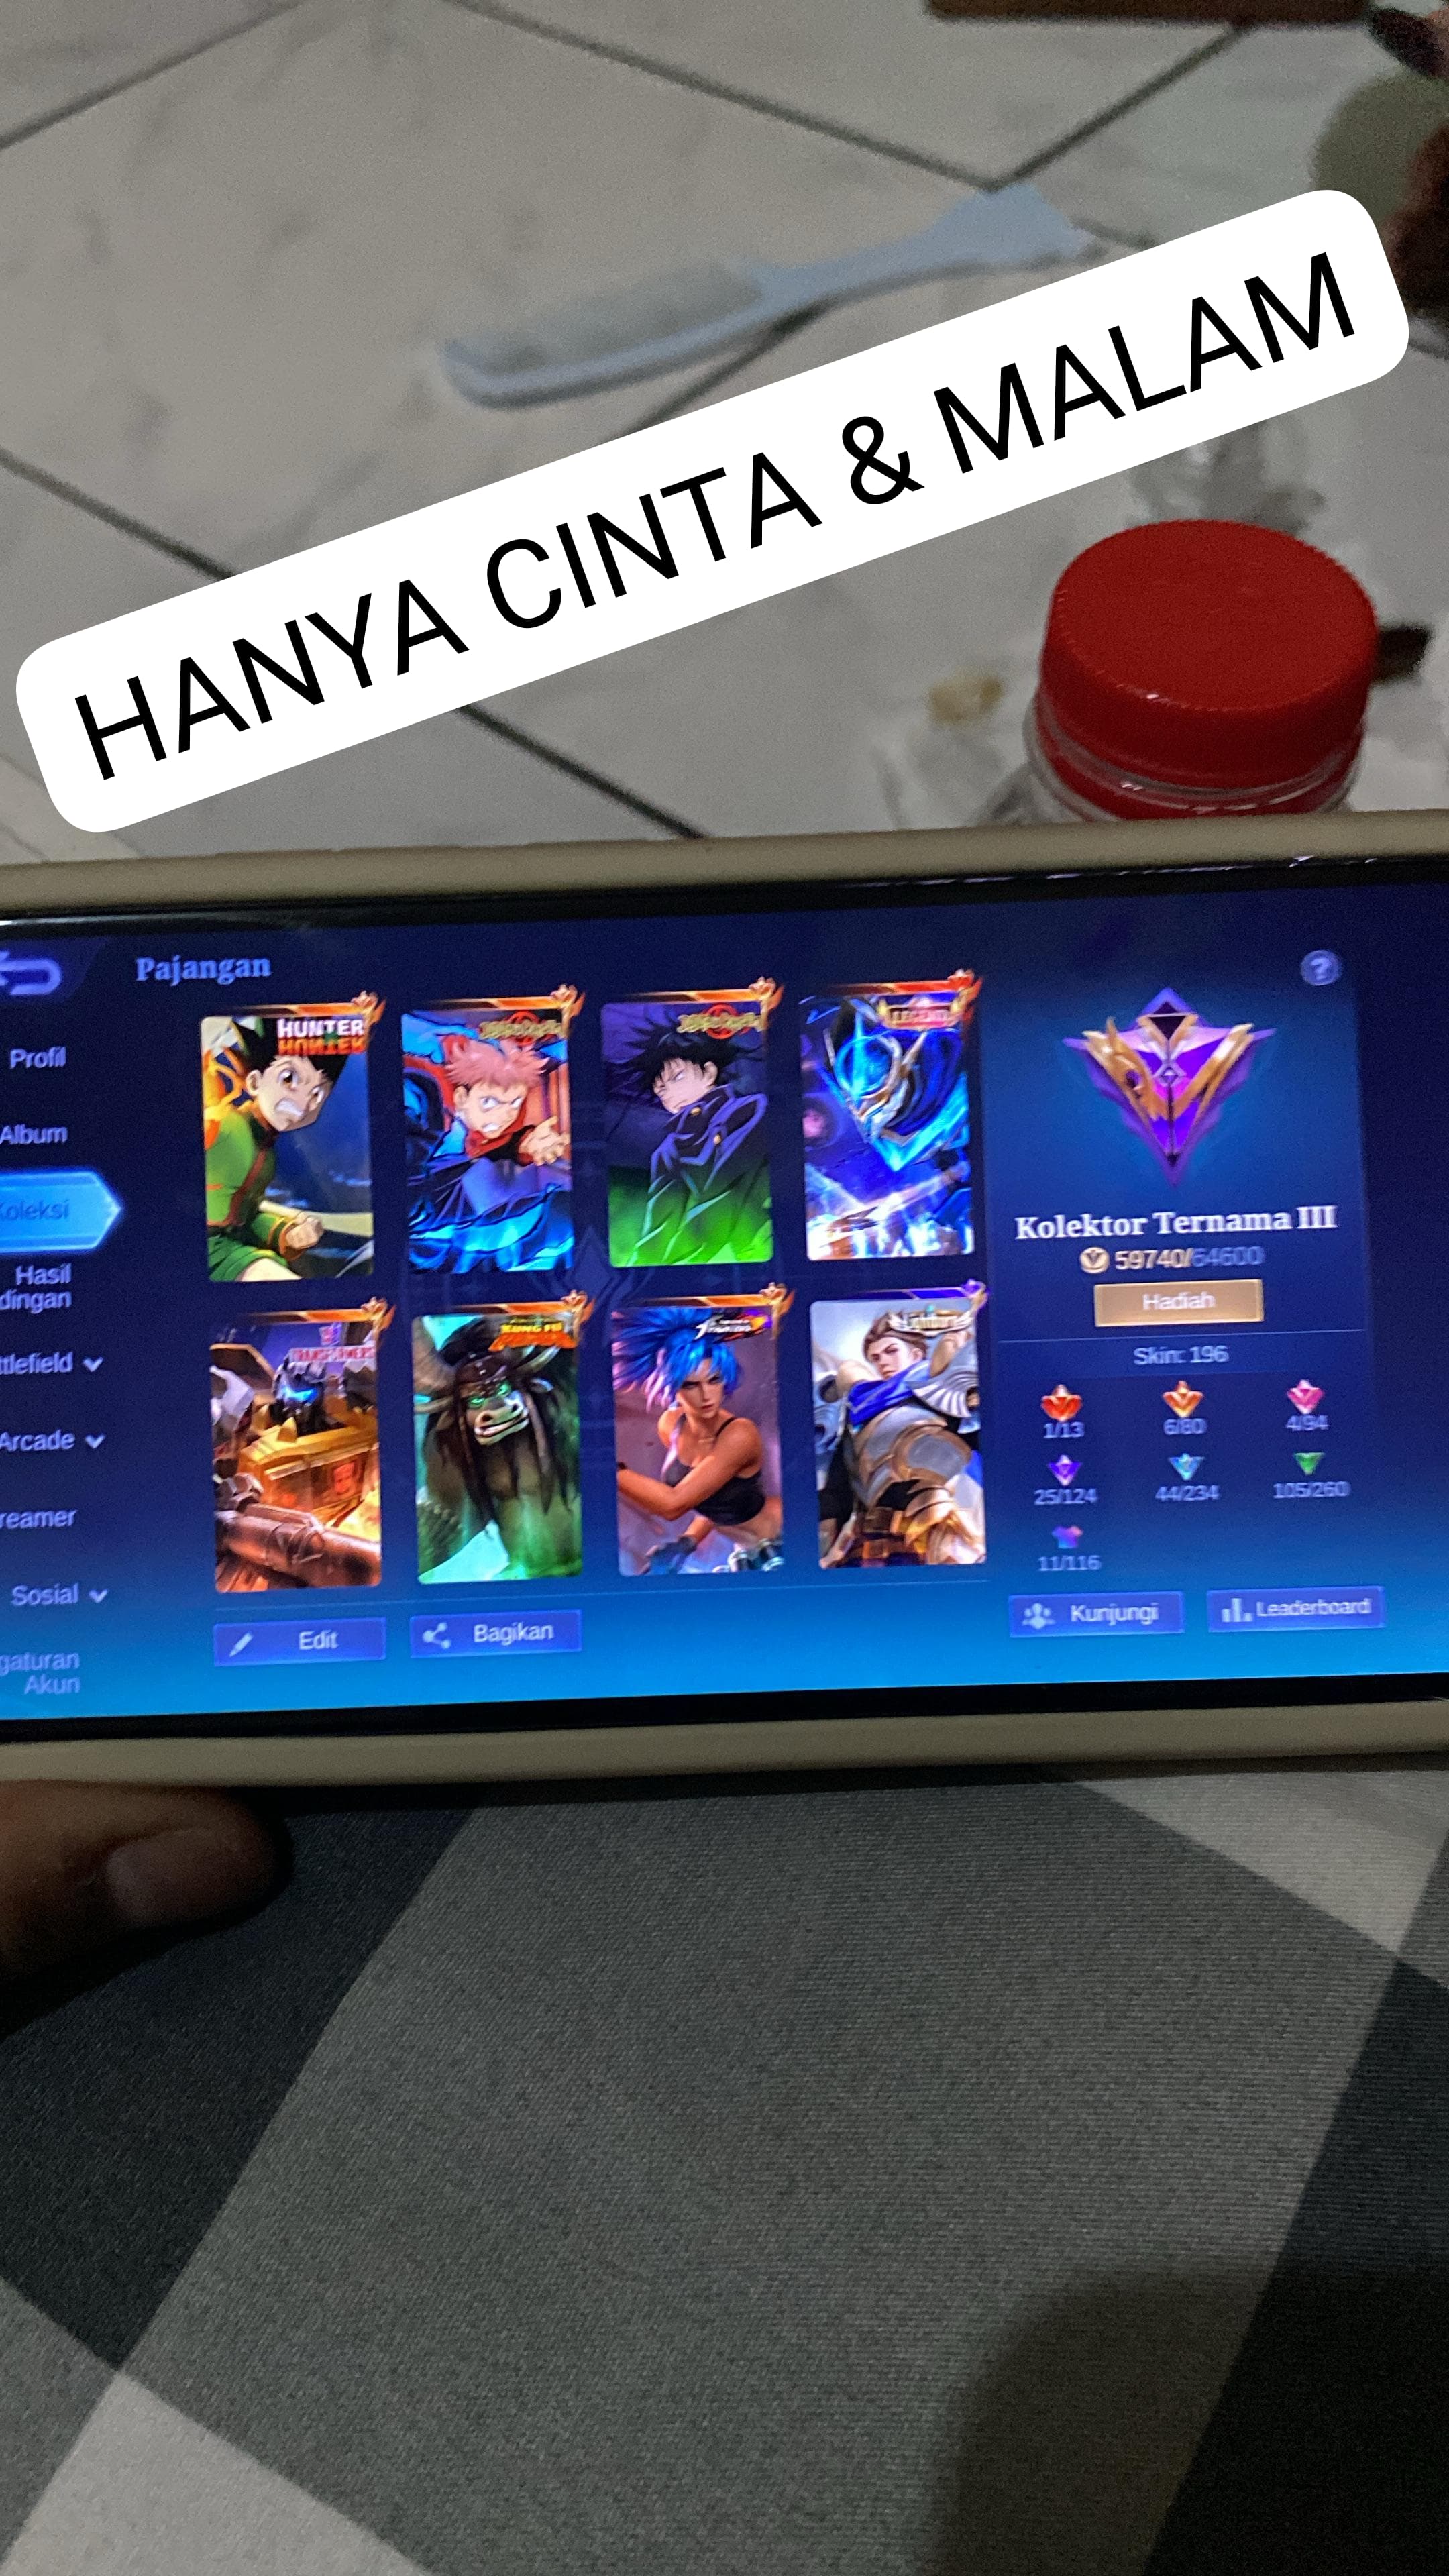 HANYA CINTA & MALAM
Pajangan
Profil
Album
Koleksi
Hasil
dingan
ttlefield
Arcade
reamer
Sosial
gaturan
Akun
HUNTER
HUNTER
LEGEND
TRANSFORMERS
KUNG FU
Kolektor Ternama III
59740/64600
Hadiah
Skin: 196
1/13
6/80
4/94
25/124
44/234
105/260
11/116
Edit
Bagikan
Kunjungi
Leaderboard